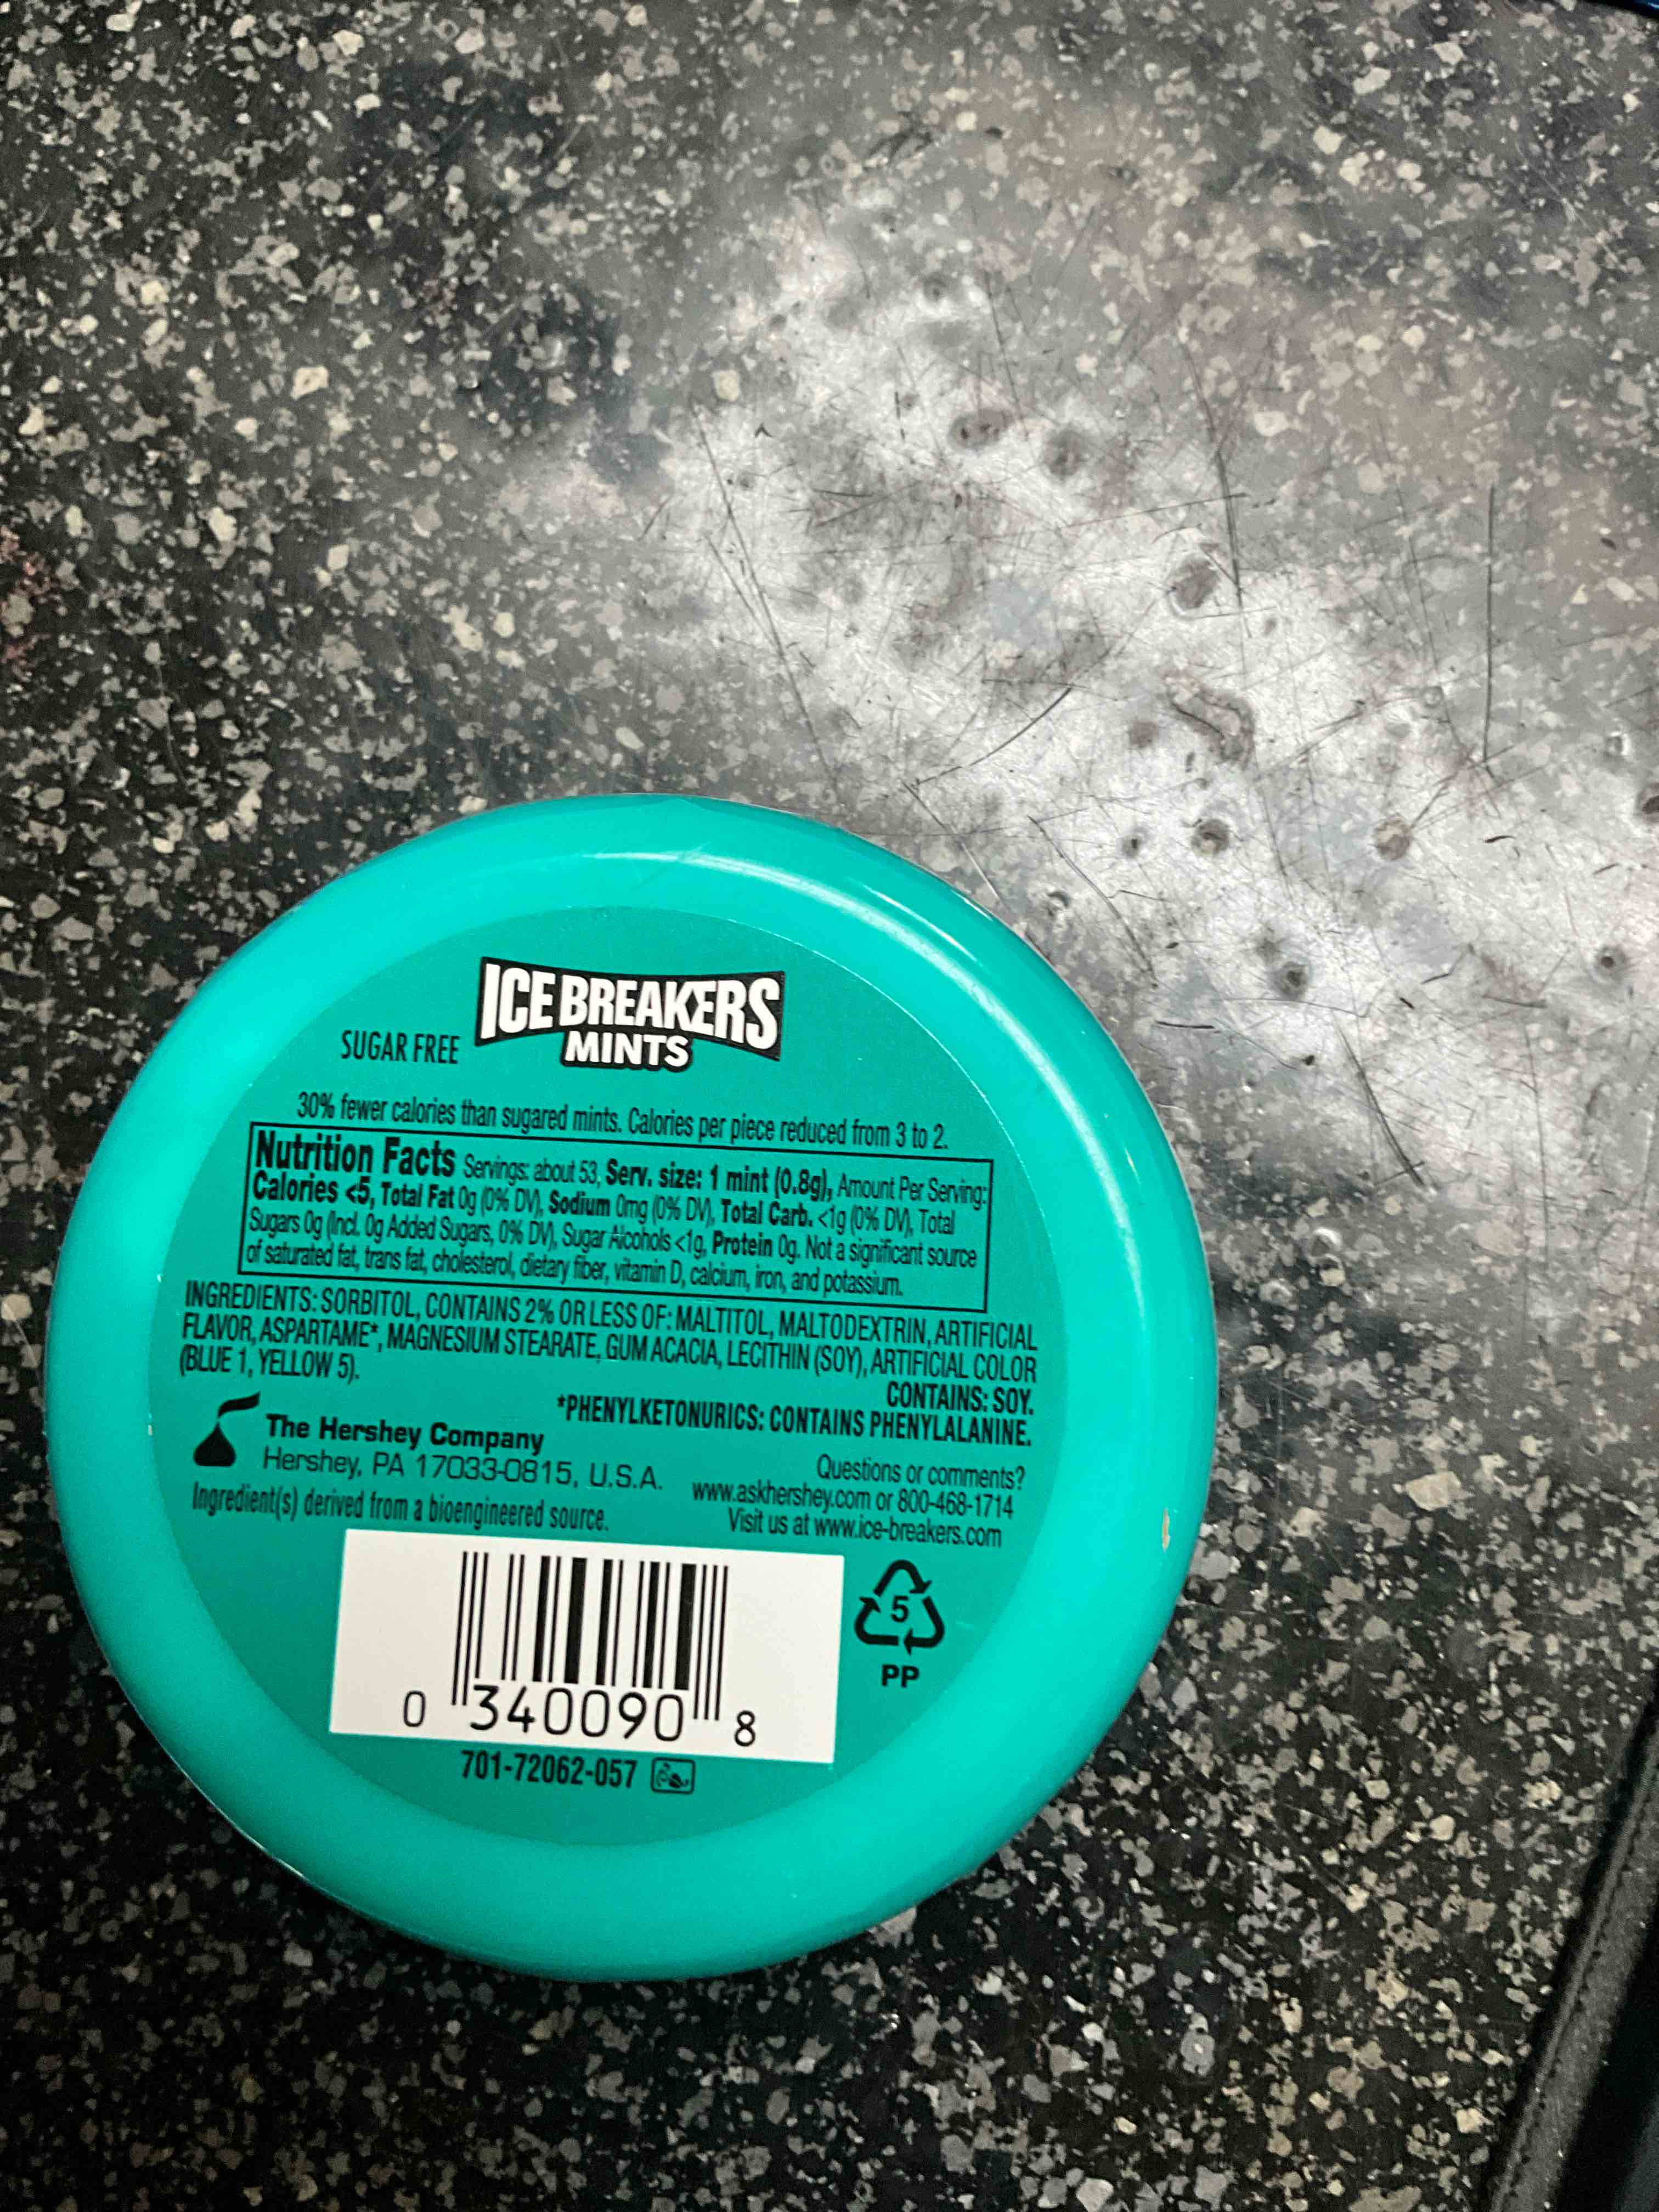 ICE BREAKERS
MINTS
SUGAR FREE
30% fewer calories than sugared mints. Calories per piece reduced from 3 to 2.
Nutrition Facts Servings: about 53, Serv. size: 1 mint (0.8g), Amount Per Serving:
Calories <5, Total Fat 0g (0% DV), Sodium 0mg (0% DV), Total Carb. <1g (0% DV), Total
Sugars 0g (Incl. 0g Added Sugars, 0% DV), Sugar Alcohols <1g, Protein 0g. Not a significant source
of saturated fat, trans fat, cholesterol, dietary fiber, vitamin D, calcium, iron, and potassium.
INGREDIENTS: SORBITOL, CONTAINS 2% OR LESS OF: MALTITOL, MALTODEXTRIN, ARTIFICIAL
FLAVOR, ASPARTAME*, MAGNESIUM STEARATE, GUM ACACIA, LECITHIN (SOY), ARTIFICIAL COLOR
(BLUE 1, YELLOW 5).
CONTAINS: SOY.
*PHENYLKETONURICS: CONTAINS PHENYLALANINE.
The Hershey Company
Hershey, PA 17033-0815, U.S.A.
Ingredient(s) derived from a bioengineered source.
Questions or comments?
www.askhershey.com or 800-468-1714
Visit us at www.ice-breakers.com
0 340090 8
5
PP
701-72062-057